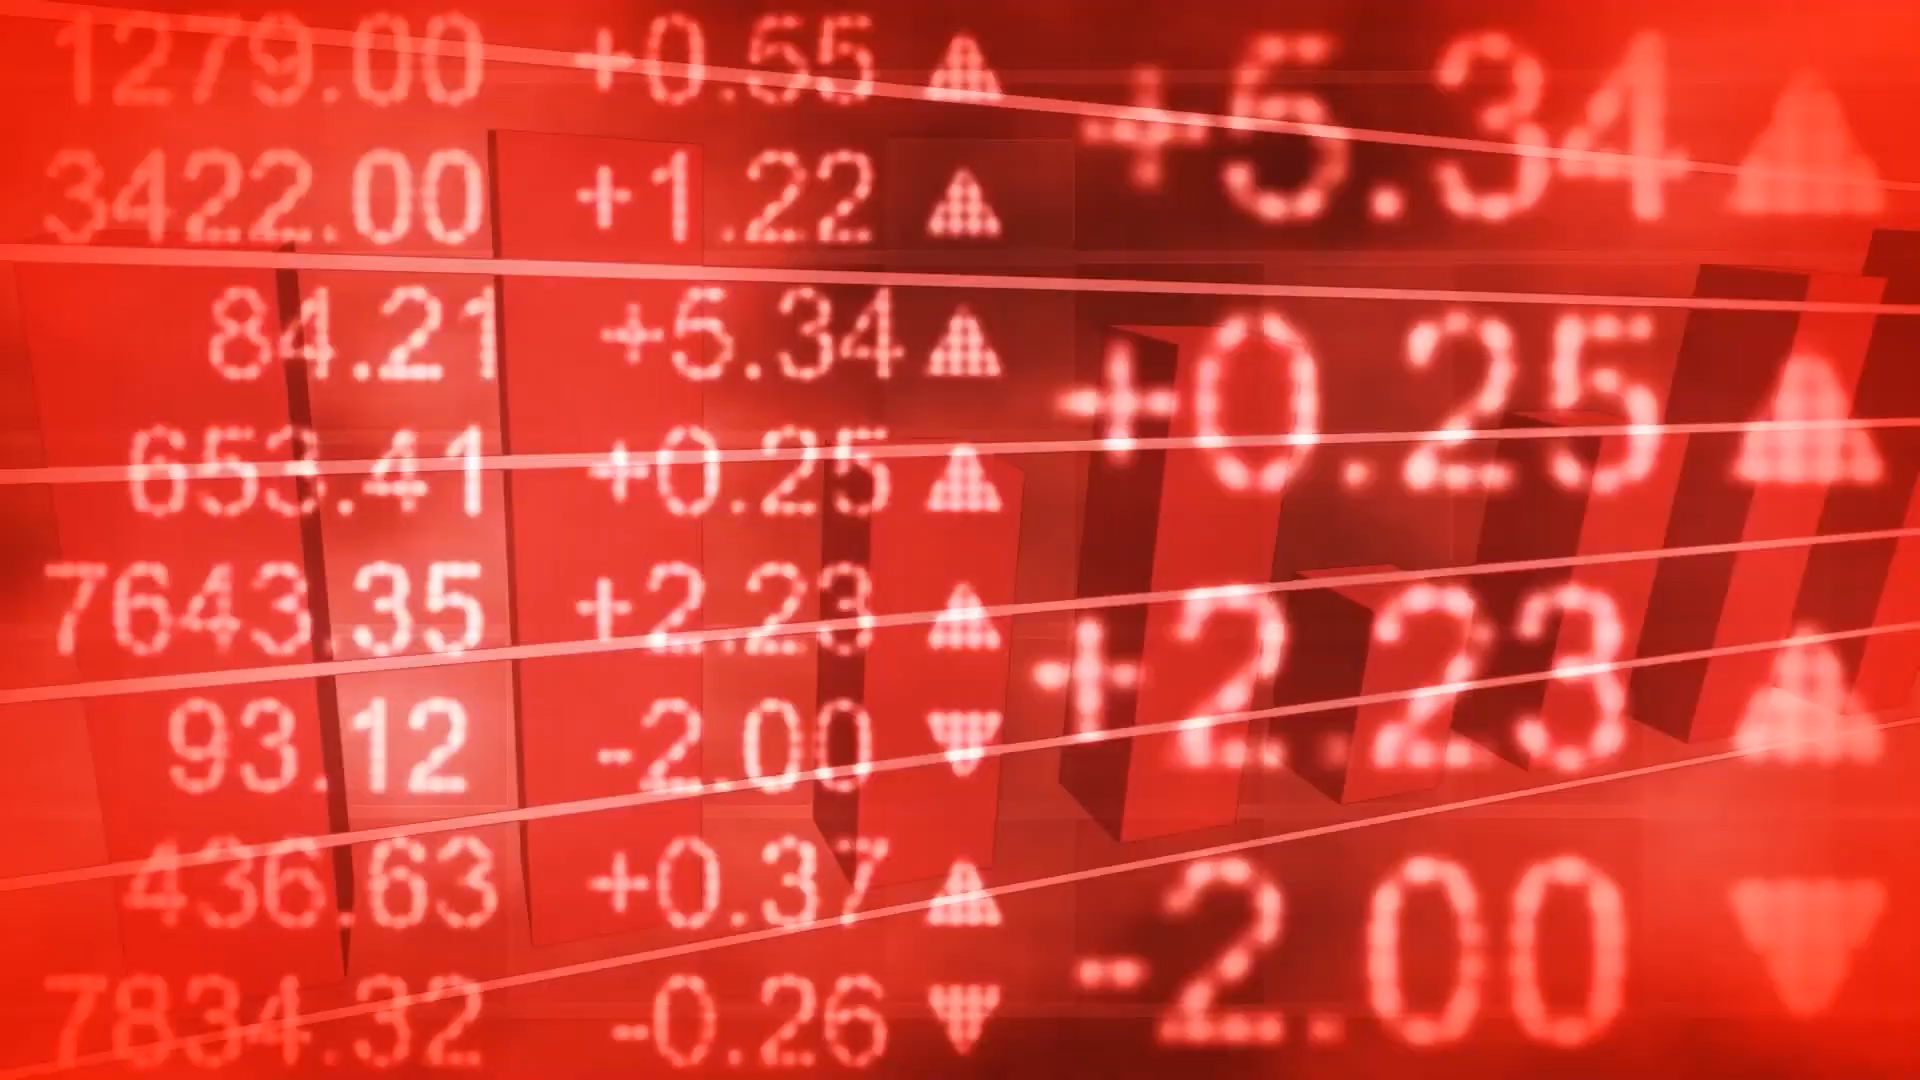 1279.00 +0.55 ▲
3422.00 +1.22 ▲
84.21 +5.34 ▲
653.41 +0.25 ▲
7643.35 +2.23 ▲
93.12 -2.00 ▼
436.63 +0.37 ▲
7834.32 -0.26 ▼
+5.34 ▲
+0.25 ▲
+2.23 ▲
-2.00 ▼